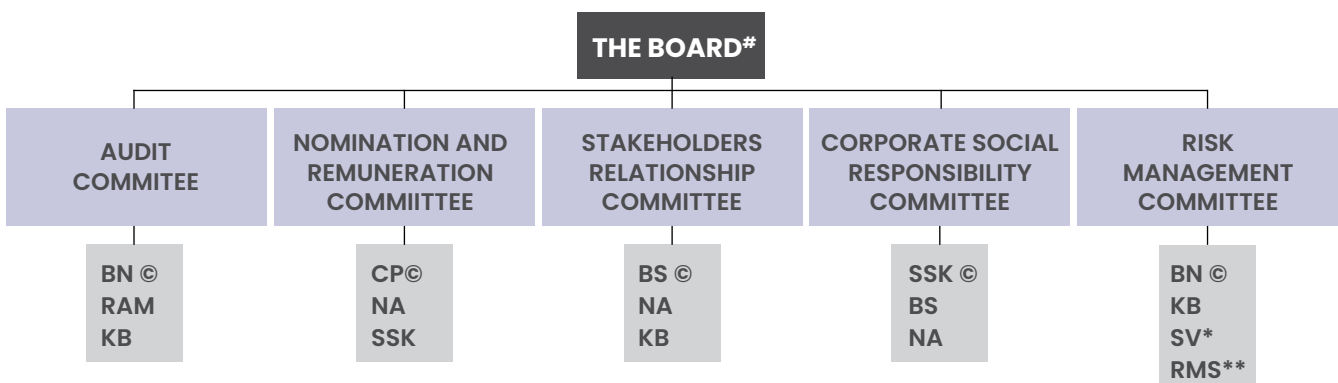 THE BOARD#
AUDIT
COMMITEE
BN ©
RAM
KB
NOMINATION AND
REMUNERATION
COMMIITTEE
CP©
NA
SSK
STAKEHOLDERS
RELATIONSHIP
COMMITTEE
BS ©
NA
KB
CORPORATE SOCIAL
RESPONSIBILITY
COMMITTEE
SSK ©
BS
NA
RISK
MANAGEMENT
COMMITTEE
BN ©
KB
SV*
RMS**